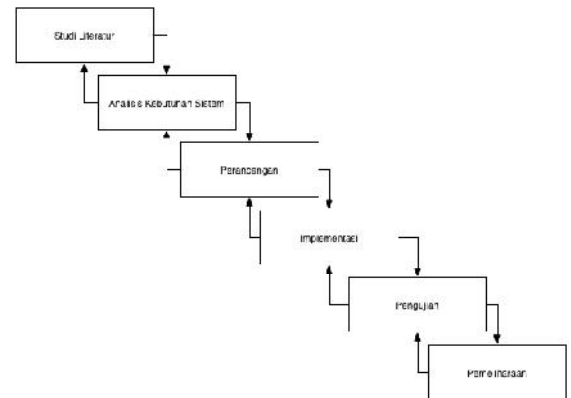 Studi Literatur
Analisis Kebutuhan Sistem
Perancangan
Implementasi
Pengujian
Pemeliharaan